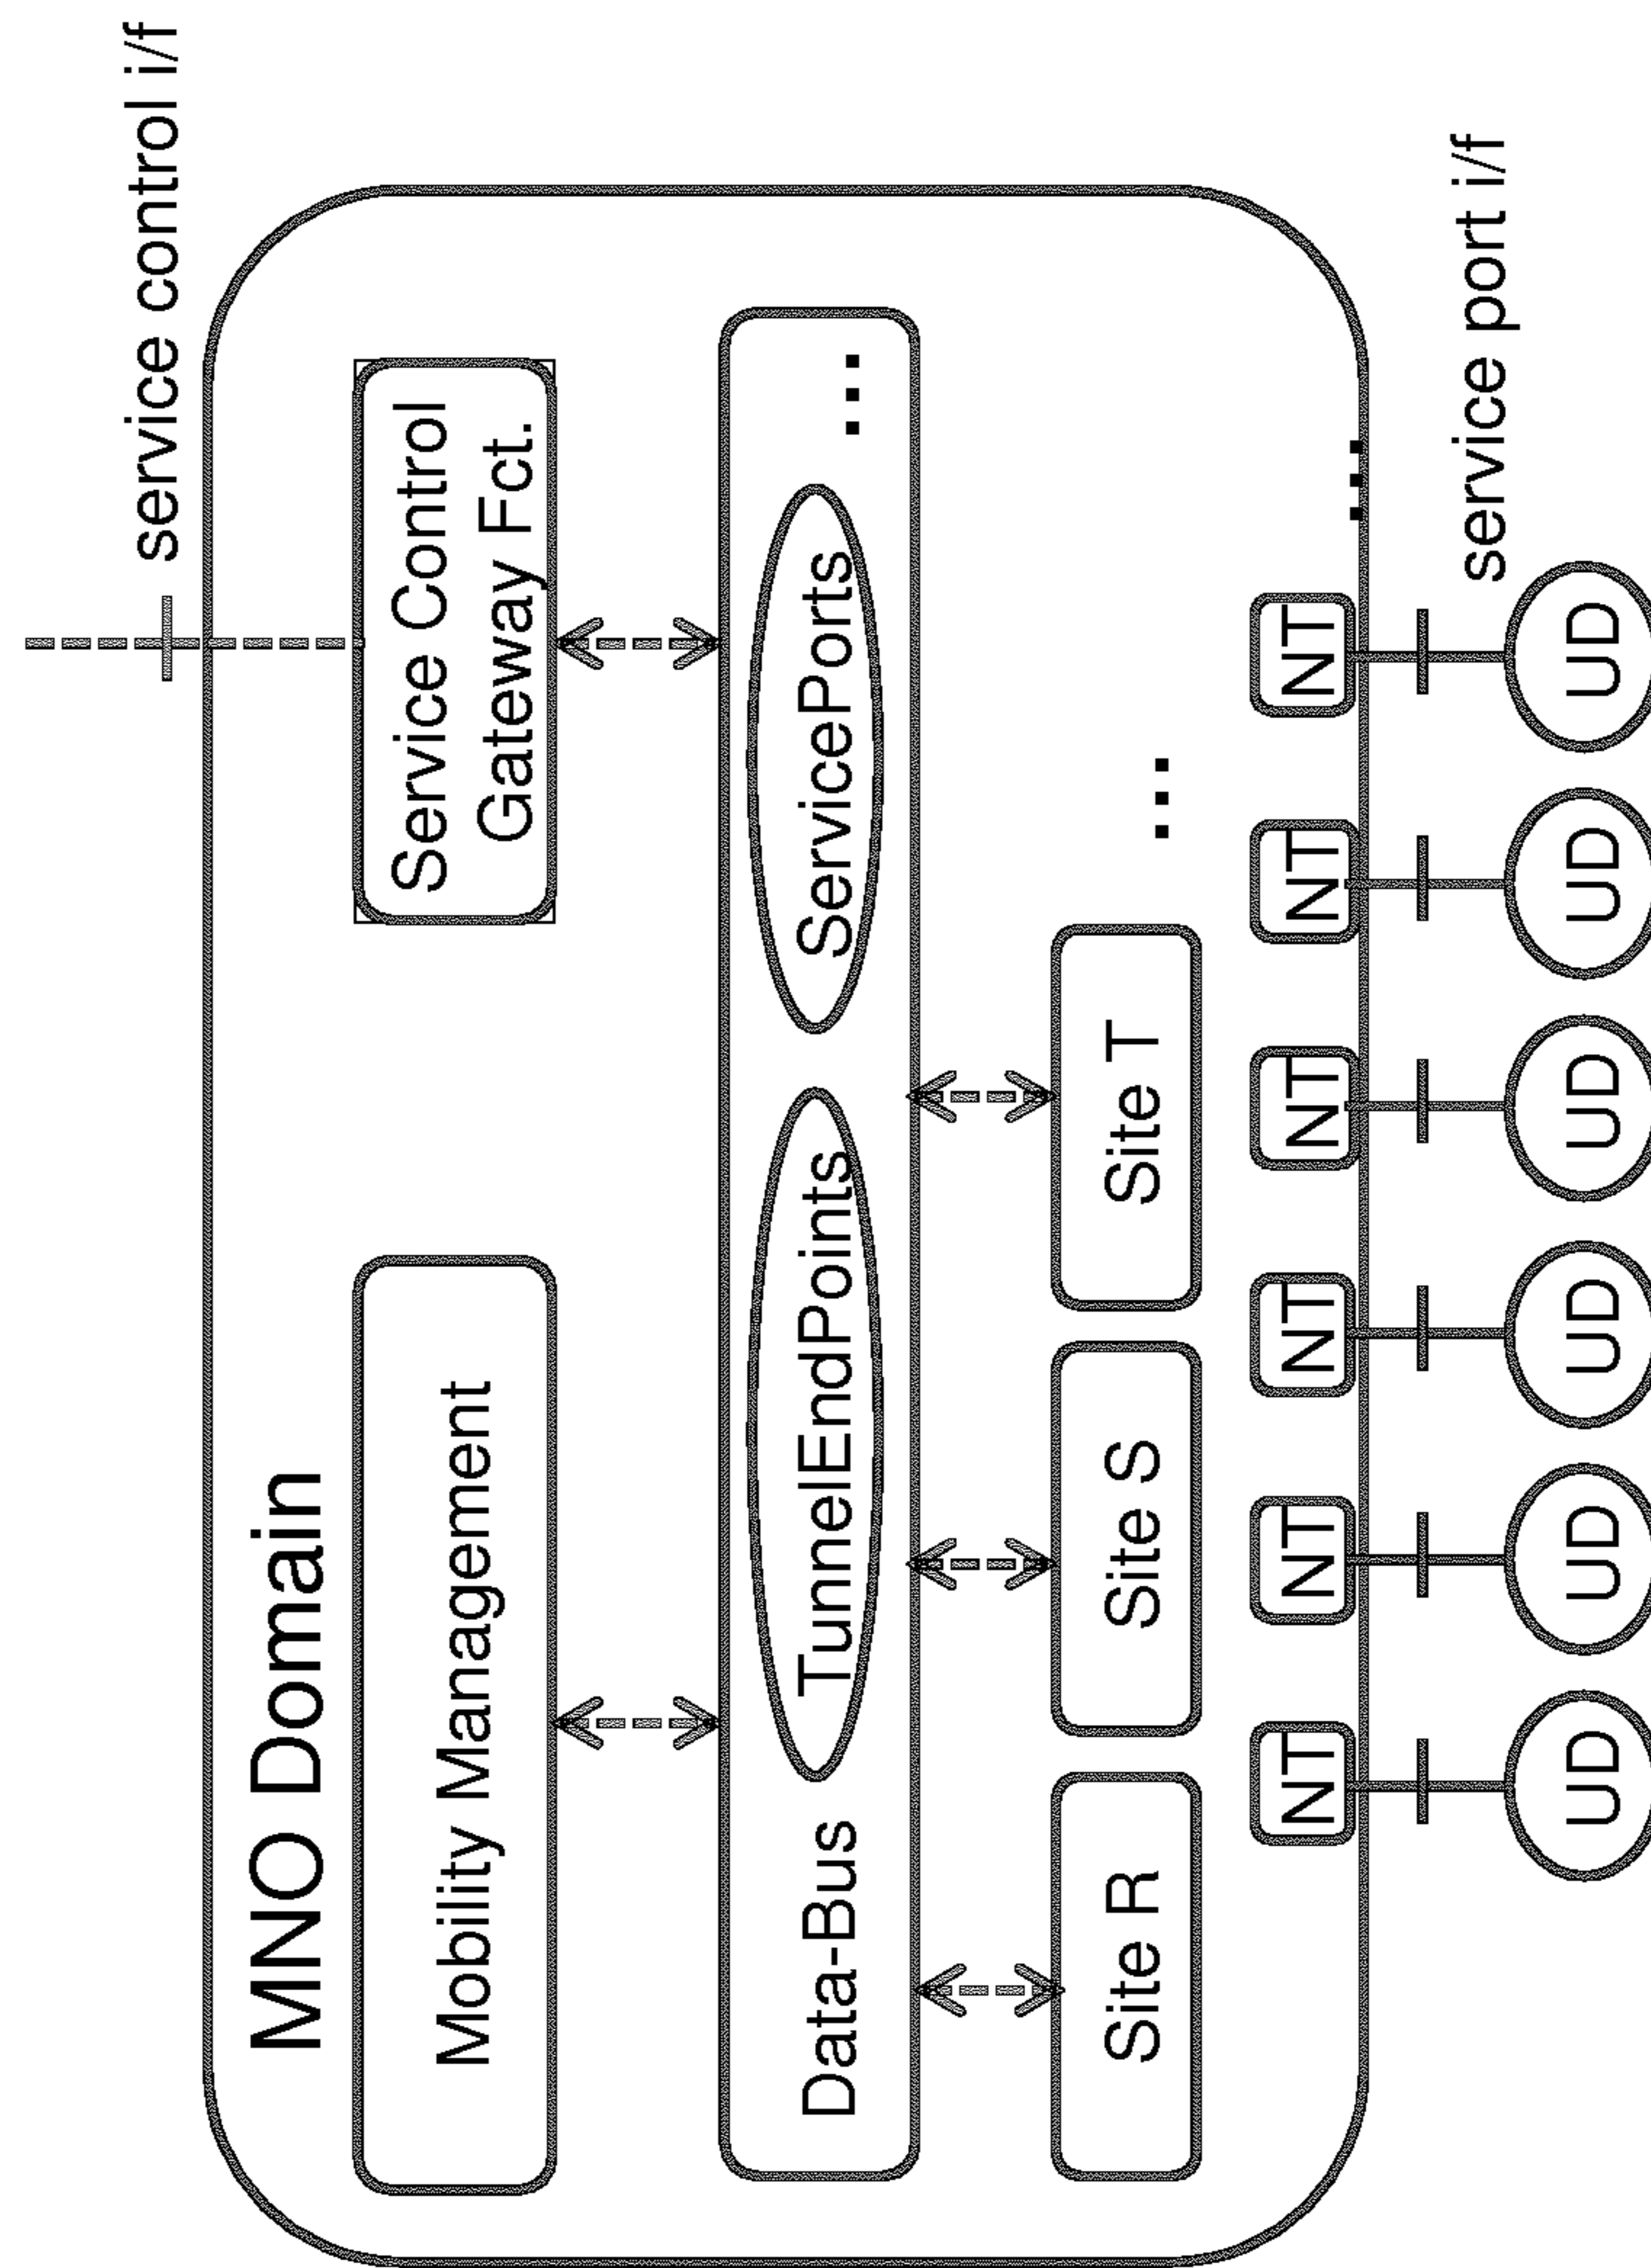 service control i/f
MNO Domain
Mobility Management
Service Control
Gateway Fct.
Data-Bus
TunnelEndPoints
ServicePorts
...
Site R
Site S
Site T
...
NT
NT
NT
NT
NT
NT
...
service port i/f
UD
UD
UD
UD
UD
UD